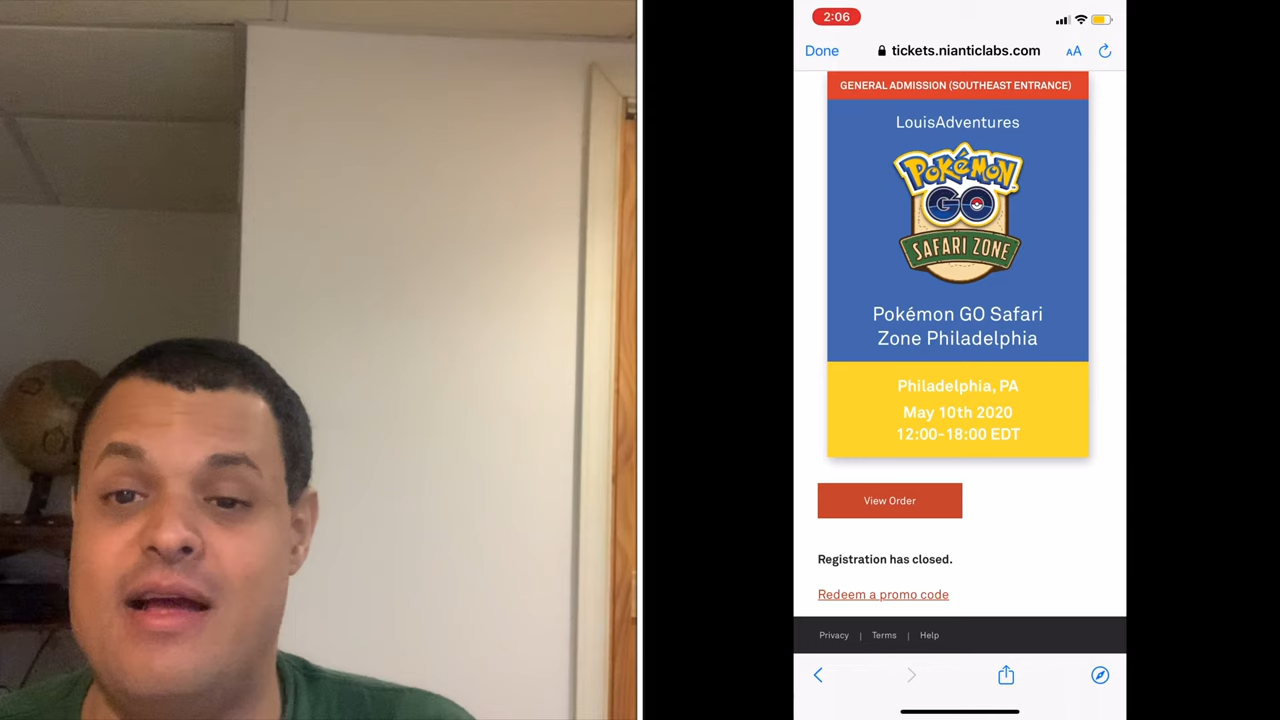 2:06
Done
tickets.nianticlabs.com
AA
GENERAL ADMISSION (SOUTHEAST ENTRANCE)
LouisAdventures
POKÉMON
GO
SAFARI ZONE
Pokémon GO Safari
Zone Philadelphia
Philadelphia, PA
May 10th 2020
12:00-18:00 EDT
View Order
Registration has closed.
Redeem a promo code
Privacy | Terms | Help